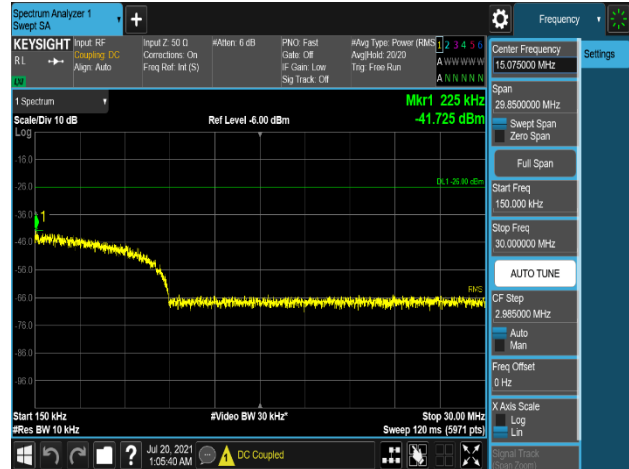 Spectrum Analyzer 1
Swept SA
Frequency
KEYSIGHT
Input: RF
Input Z: 50 Ω
#Atten: 6 dB
PNO: Fast
#Avg Type: Power (RMS
1 2 3 4 5 6
RL
Coupling: DC
Corrections: On
Gate: Off
Avg|Hold: 20/20
A W W W W W
Align: Auto
Freq Ref: Int (S)
IF Gain: Low
Trig: Free Run
Sig Track: Off
A N N N N N
1 Spectrum
Mkr1 225 kHz
Scale/Div 10 dB
Ref Level -6.00 dBm
-41.725 dBm
Log
-16.0
DL1 -26.00 dBm
-26.0
-36.0
1
-46.0
-56.0
RMS
-66.0
-76.0
-86.0
-96.0
Start 150 kHz
#Video BW 30 kHz*
Stop 30.00 MHz
#Res BW 10 kHz
Sweep 120 ms (5971 pts)
Center Frequency
15.075000 MHz
Settings
Span
29.8500000 MHz
Swept Span
Zero Span
Full Span
Start Freq
150.000 kHz
Stop Freq
30.000000 MHz
AUTO TUNE
CF Step
2.985000 MHz
Auto
Man
Freq Offset
0 Hz
X Axis Scale
Log
Lin
Signal Track
(Span Zoom)
?
Jul 20, 2021
1:05:40 AM
DC Coupled